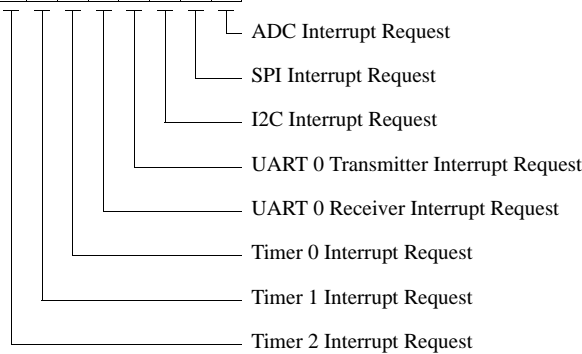 ADC Interrupt Request
SPI Interrupt Request
I2C Interrupt Request
UART 0 Transmitter Interrupt Request
UART 0 Receiver Interrupt Request
Timer 0 Interrupt Request
Timer 1 Interrupt Request
Timer 2 Interrupt Request